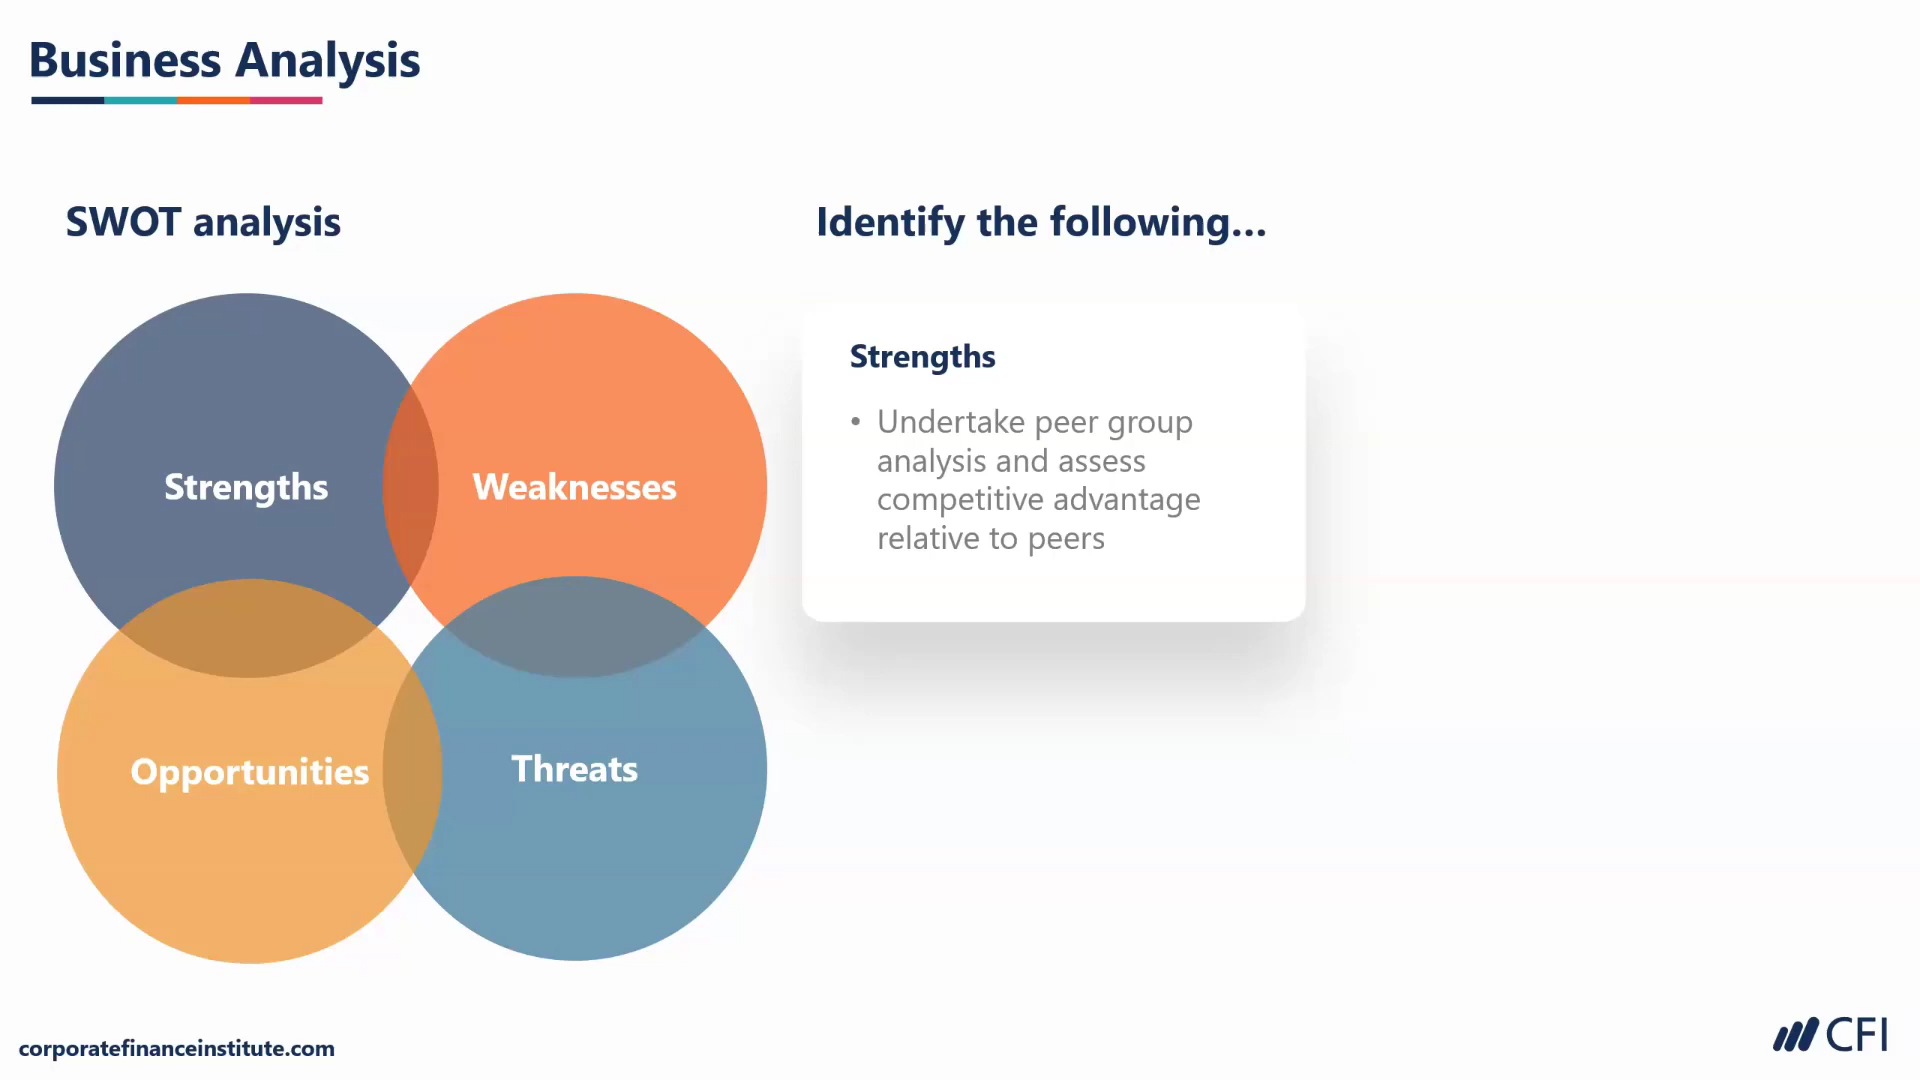 Business Analysis
SWOT analysis
Strengths
Weaknesses
Opportunities
Threats
Identify the following...
Strengths
• Undertake peer group
analysis and assess
competitive advantage
relative to peers
corporatefinanceinstitute.com
CFI